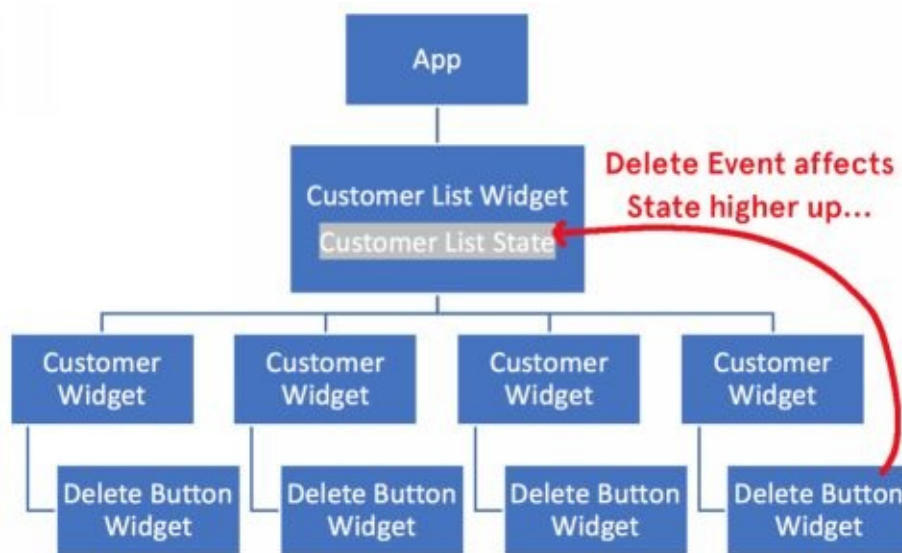 App
Delete Event affects
State higher up...
Customer List Widget
Customer List State
Customer
Widget
Customer
Widget
Customer
Widget
Customer
Widget
Delete Button
Widget
Delete Button
Widget
Delete Button
Widget
Delete Button
Widget